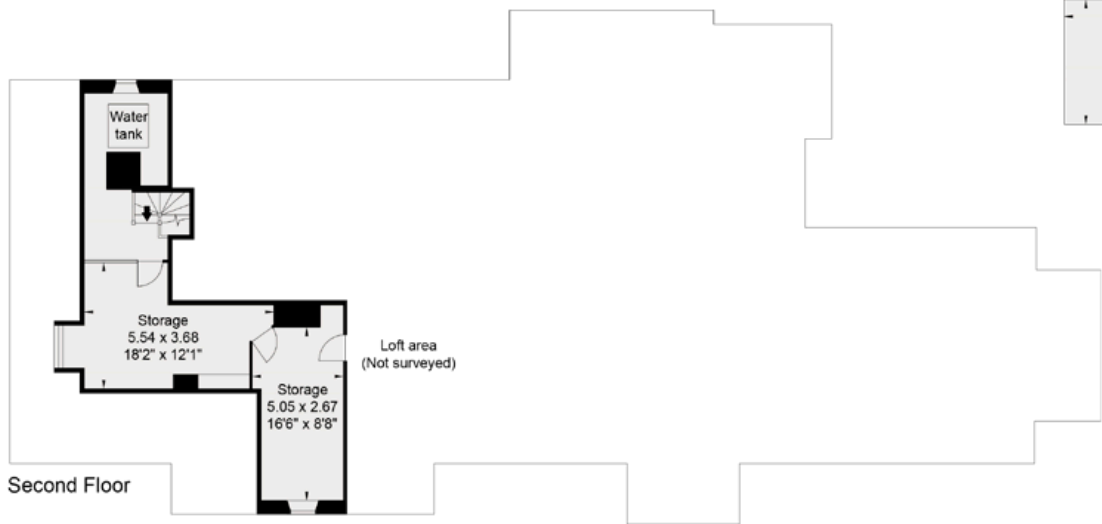 Water
tank
Storage
5.54 x 3.68
18'2" x 12'1"
Loft area
(Not surveyed)
Storage
5.05 x 2.67
16'6" x 8'8"
Second Floor